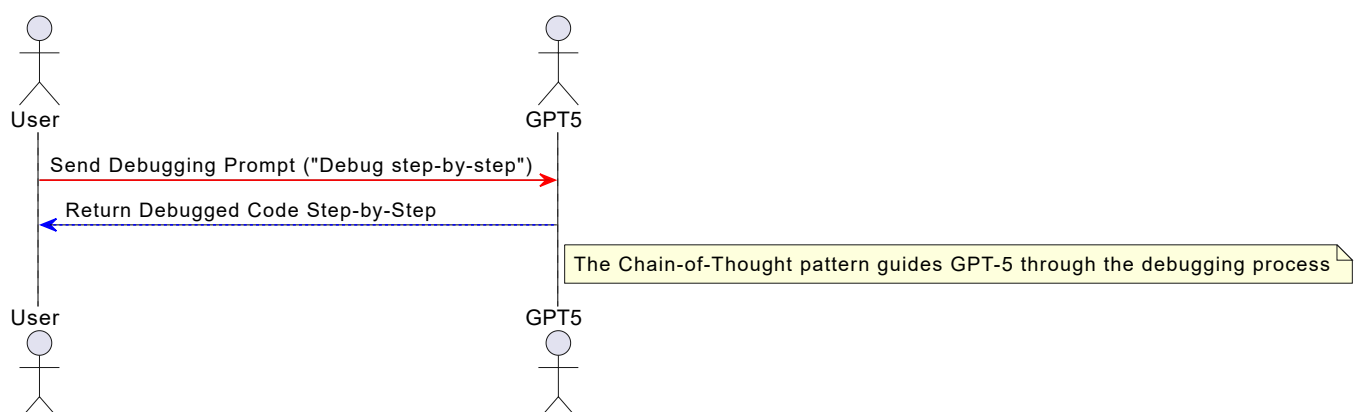 User
GPT5
Send Debugging Prompt ("Debug step-by-step")
Return Debugged Code Step-by-Step
The Chain-of-Thought pattern guides GPT-5 through the debugging process
User
GPT5